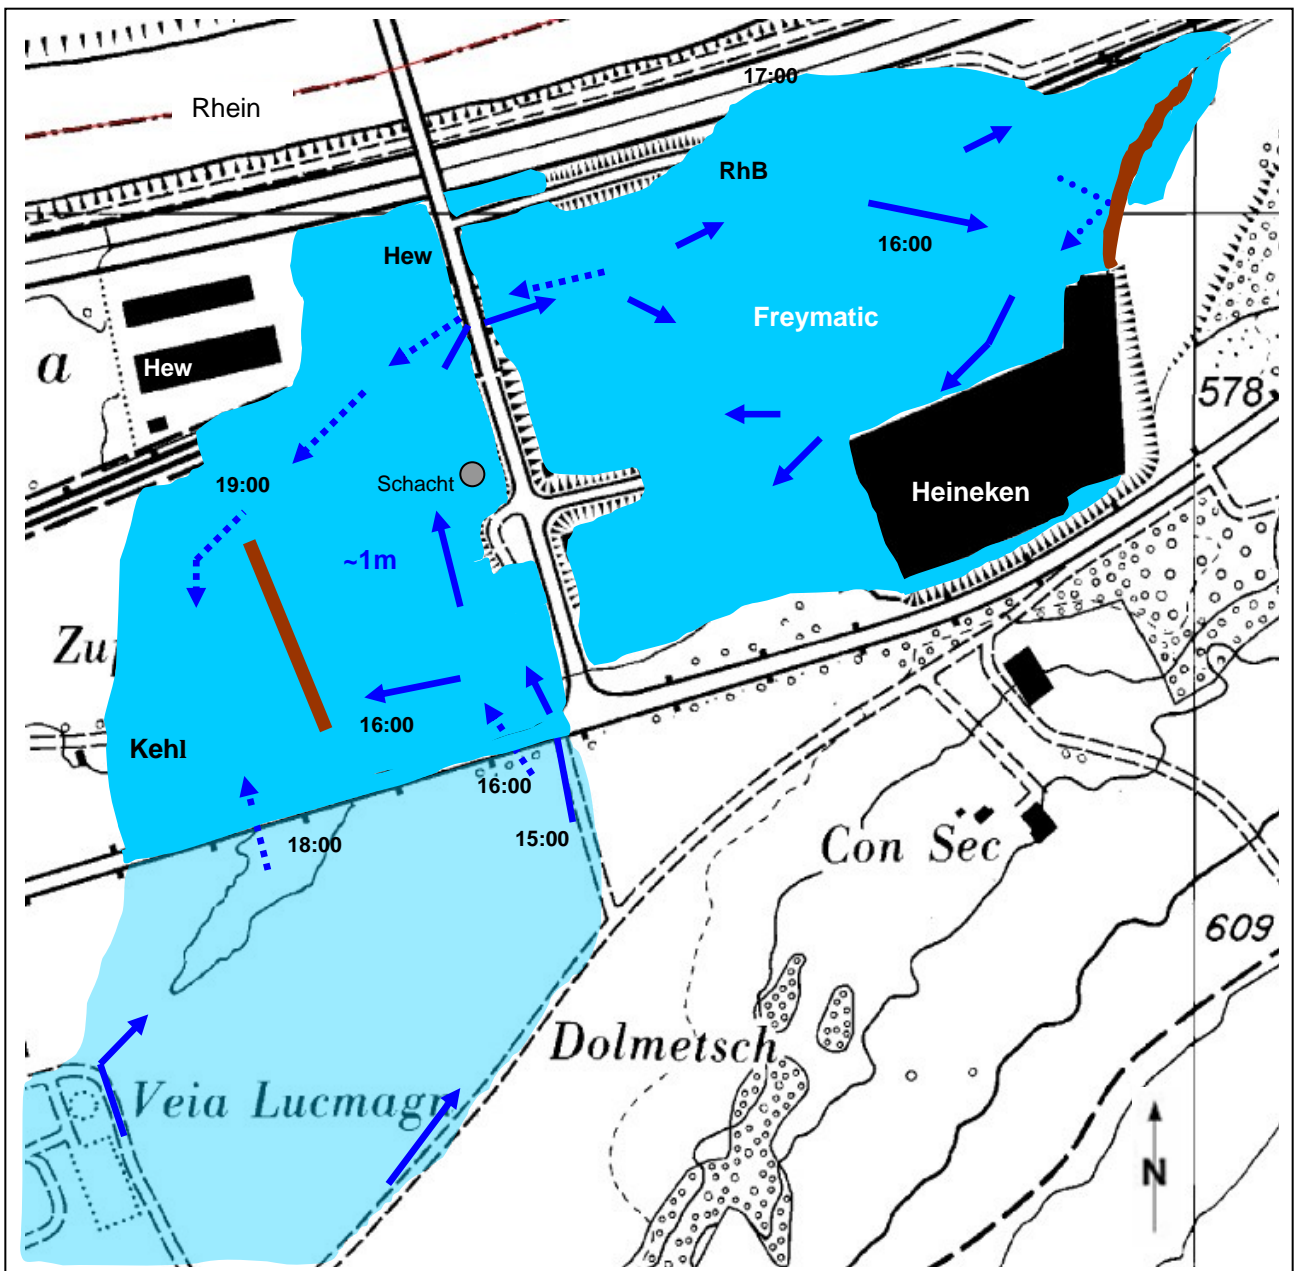 17:00
Rhein
RhB
Hew
16:00
Freymatic
a
Hew
578
19:00
Schacht
Heineken
~1m
Zu
16:00
Kehl
16:00
18:00
15:00
Con Sec
609
Dolmetsch
Veia Lucmagn
N